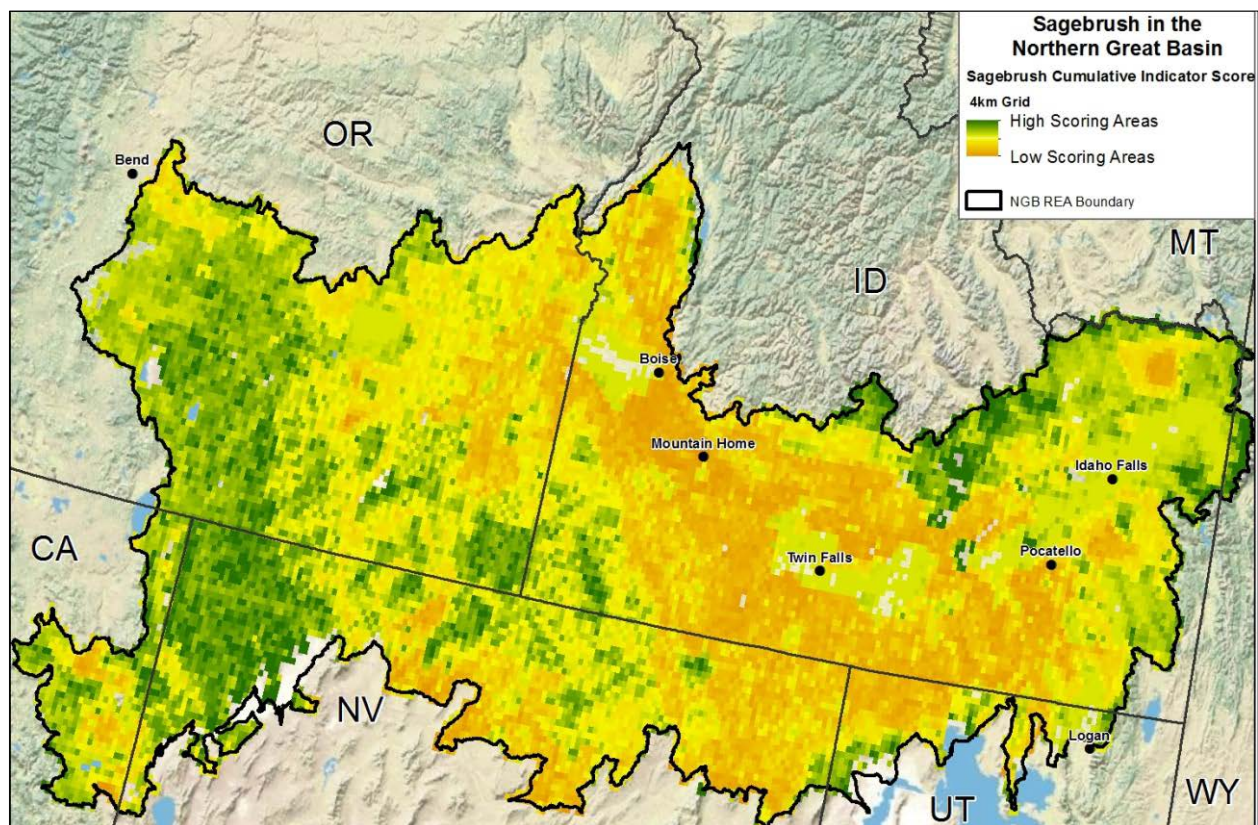 Sagebrush in the
Northern Great Basin
Sagebrush Cumulative Indicator Score
4km Grid
High Scoring Areas
Low Scoring Areas
NGB REA Boundary
OR
Bend
MT
ID
Boise
Mountain Home
Idaho Falls
CA
Twin Falls
Pocatello
NV
Logan
UT
WY